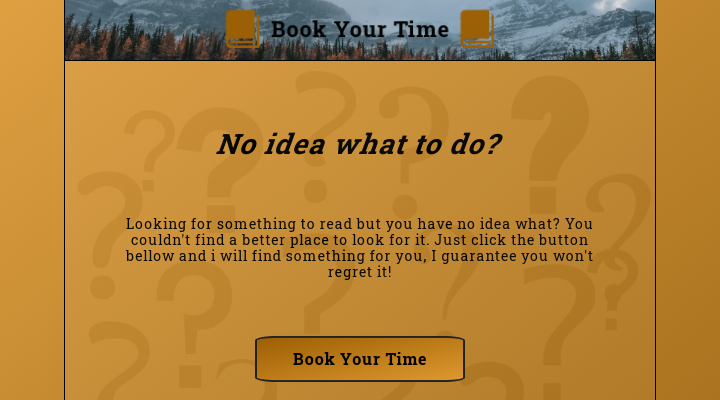 Book Your Time
No idea what to do?
Looking for something to read but you have no idea what? You
couldn't find a better place to look for it. Just click the button
bellow and i will find something for you, I guarantee you won't
regret it!
Book Your Time